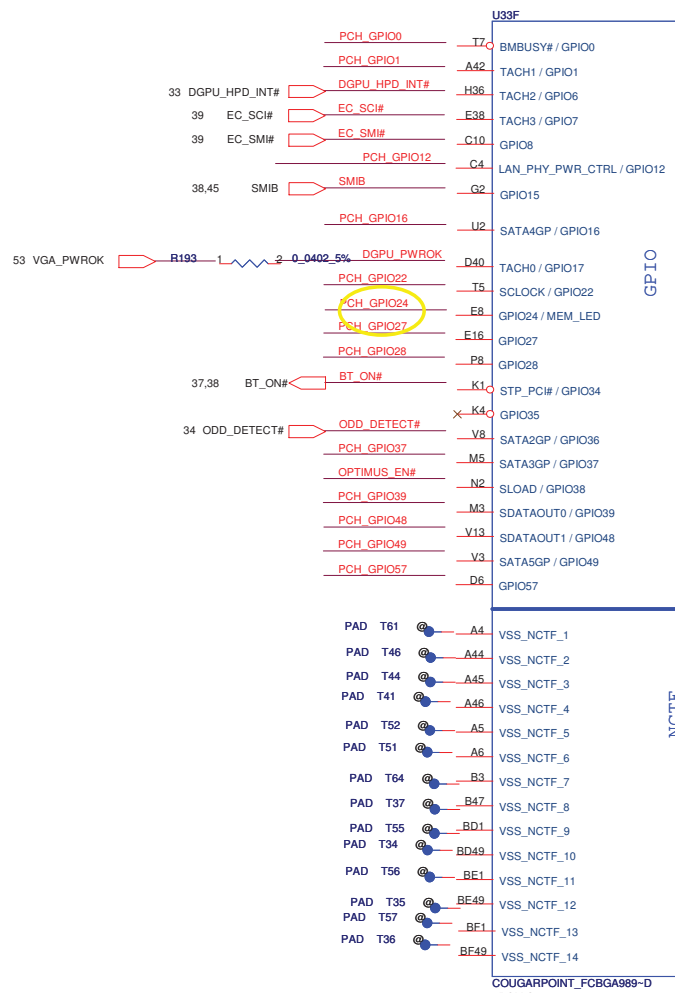 U33F
PCH_GPIO0 T7 BMBUSY# / GPIO0
PCH_GPIO1 A42 TACH1 / GPIO1
33 DGPU_HPD_INT# DGPU_HPD_INT# H36 TACH2 / GPIO6
39 EC_SCI# EC_SCI# E38 TACH3 / GPIO7
39 EC_SMI# EC_SMI# C10 GPIO8
PCH_GPIO12 C4 LAN_PHY_PWR_CTRL / GPIO12
38,45 SMIB SMIB G2 GPIO15
PCH_GPIO16 U2 SATA4GP / GPIO16
53 VGA_PWROK R193 1 2 0_0402_5% DGPU_PWROK D40 TACH0 / GPIO17
PCH_GPIO22 T5 SCLOCK / GPIO22
PCH_GPIO24 E8 GPIO24 / MEM_LED
PCH_GPIO27 E16 GPIO27
PCH_GPIO28 P8 GPIO28
37,38 BT_ON# BT_ON# K1 STP_PCI# / GPIO34
K4 GPIO35
34 ODD_DETECT# ODD_DETECT# V8 SATA2GP / GPIO36
PCH_GPIO37 M5 SATA3GP / GPIO37
OPTIMUS_EN# N2 SLOAD / GPIO38
PCH_GPIO39 M3 SDATAOUT0 / GPIO39
PCH_GPIO48 V13 SDATAOUT1 / GPIO48
PCH_GPIO49 V3 SATA5GP / GPIO49
PCH_GPIO57 D6 GPIO57
GPIO
PAD T61 @ A4 VSS_NCTF_1
PAD T46 @ A44 VSS_NCTF_2
PAD T44 @ A45 VSS_NCTF_3
PAD T41 @ A46 VSS_NCTF_4
PAD T52 @ A5 VSS_NCTF_5
PAD T51 @ A6 VSS_NCTF_6
PAD T64 @ B3 VSS_NCTF_7
PAD T37 @ B47 VSS_NCTF_8
PAD T55 @ BD1 VSS_NCTF_9
PAD T34 @ BD49 VSS_NCTF_10
PAD T56 @ BE1 VSS_NCTF_11
PAD T35 @ BE49 VSS_NCTF_12
PAD T57 @ BF1 VSS_NCTF_13
PAD T36 @ BF49 VSS_NCTF_14
NCTF
COUGARPOINT_FCBGA989~D